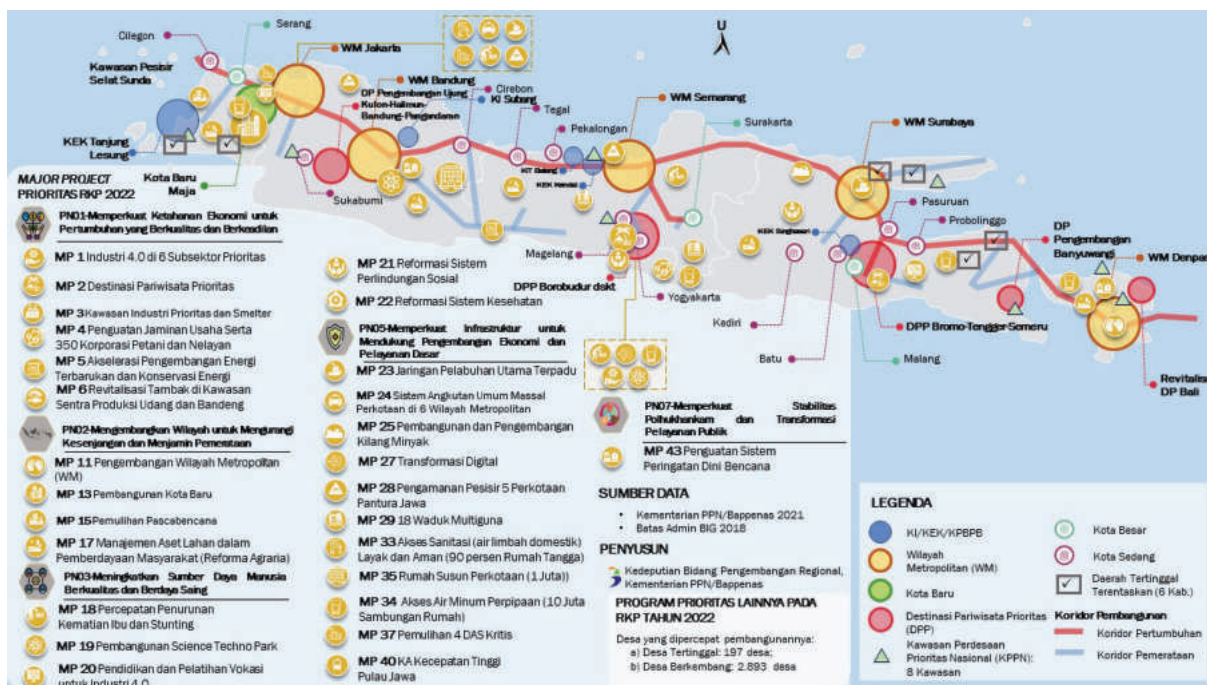 Cilegon
Serang
WM Jakarta
Kawasan Pesisir
Selat Sunda
WM Bandung
DP Pengembangan Ujung
Kulon-Halimun-
Bandung-Pangandaran
Cirebon
KI Subang
Tegal
Pekalongan
WM Semarang
Surakarta
WM Surabaya
KEK Tanjung
Lesung
Kota Baru
Maja
Sukabumi
KIT Batang
KEK Kendal
Magelang
DPP Borobudur dskt
Yogyakarta
Kediri
Batu
KEK Singhasari
Malang
DPP Bromo-Tengger-Semeru
Pasuruan
Probolinggo
DP
Pengembangan
Banyuwangi
WM Denpas
Revitalis
DP Bali
U
MAJOR PROJECT
PRIORITAS RKP 2022
PN01-Memperkuat Ketahanan Ekonomi untuk
Pertumbuhan yang Berkualitas dan Berkeadilan
MP 1 Industri 4.0 di 6 Subsektor Prioritas
MP 2 Destinasi Pariwisata Prioritas
MP 3 Kawasan Industri Prioritas dan Smelter
MP 4 Penguatan Jaminan Usaha Serta
350 Korporasi Petani dan Nelayan
MP 5 Akselerasi Pengembangan Energi
Terbarukan dan Konservasi Energi
MP 6 Revitalisasi Tambak di Kawasan
Sentra Produksi Udang dan Bandeng
PN02-Mengembangkan Wilayah untuk Mengurangi
Kesenjangan dan Menjamin Pemerataan
MP 11 Pengembangan Wilayah Metropolitan
(WM)
MP 13 Pembangunan Kota Baru
MP 15 Pemulihan Pascabencana
MP 17 Manajemen Aset Lahan dalam
Pemberdayaan Masyarakat (Reforma Agraria)
PN03-Meningkatkan Sumber Daya Manusia
Berkualitas dan Berdaya Saing
MP 18 Percepatan Penurunan
Kematian Ibu dan Stunting
MP 19 Pembangunan Science Techno Park
MP 20 Pendidikan dan Pelatihan Vokasi
untuk Industri 4.0
MP 21 Reformasi Sistem
Perlindungan Sosial
MP 22 Reformasi Sistem Kesehatan
PN05-Memperkuat Infrastruktur untuk
Mendukung Pengembangan Ekonomi dan
Pelayanan Dasar
MP 23 Jaringan Pelabuhan Utama Terpadu
MP 24 Sistem Angkutan Umum Massal
Perkotaan di 6 Wilayah Metropolitan
MP 25 Pembangunan dan Pengembangan
Kilang Minyak
MP 27 Transformasi Digital
MP 28 Pengamanan Pesisir 5 Perkotaan
Pantura Jawa
MP 29 18 Waduk Multiguna
MP 33 Akses Sanitasi (air limbah domestik)
Layak dan Aman (90 persen Rumah Tangga)
MP 35 Rumah Susun Perkotaan (1 Juta))
MP 34 Akses Air Minum Perpipaan (10 Juta
Sambungan Rumah)
MP 37 Pemulihan 4 DAS Kritis
MP 40 KA Kecepatan Tinggi
Pulau Jawa
PN07-Memperkuat Stabilitas
Polhukhankam dan Transformasi
Pelayanan Publik
MP 43 Penguatan Sistem
Peringatan Dini Bencana
SUMBER DATA
• Kementerian PPN/Bappenas 2021
• Batas Admin BIG 2018
PENYUSUN
Kedeputian Bidang Pengembangan Regional,
Kementerian PPN/Bappenas
PROGRAM PRIORITAS LAINNYA PADA
RKP TAHUN 2022
Desa yang dipercepat pembangunannya:
a) Desa Tertinggal: 197 desa;
b) Desa Berkembang: 2.893 desa
LEGENDA
KI/KEK/KPBPB
Wilayah
Metropolitan (WM)
Kota Baru
Destinasi Pariwisata Prioritas
(DPP)
Kawasan Perdesaan
Prioritas Nasional (KPPN):
8 Kawasan
Kota Besar
Kota Sedang
Daerah Tertinggal
Terentaskan (6 Kab.)
Koridor Pembangunan
Koridor Pertumbuhan
Koridor Pemerataan